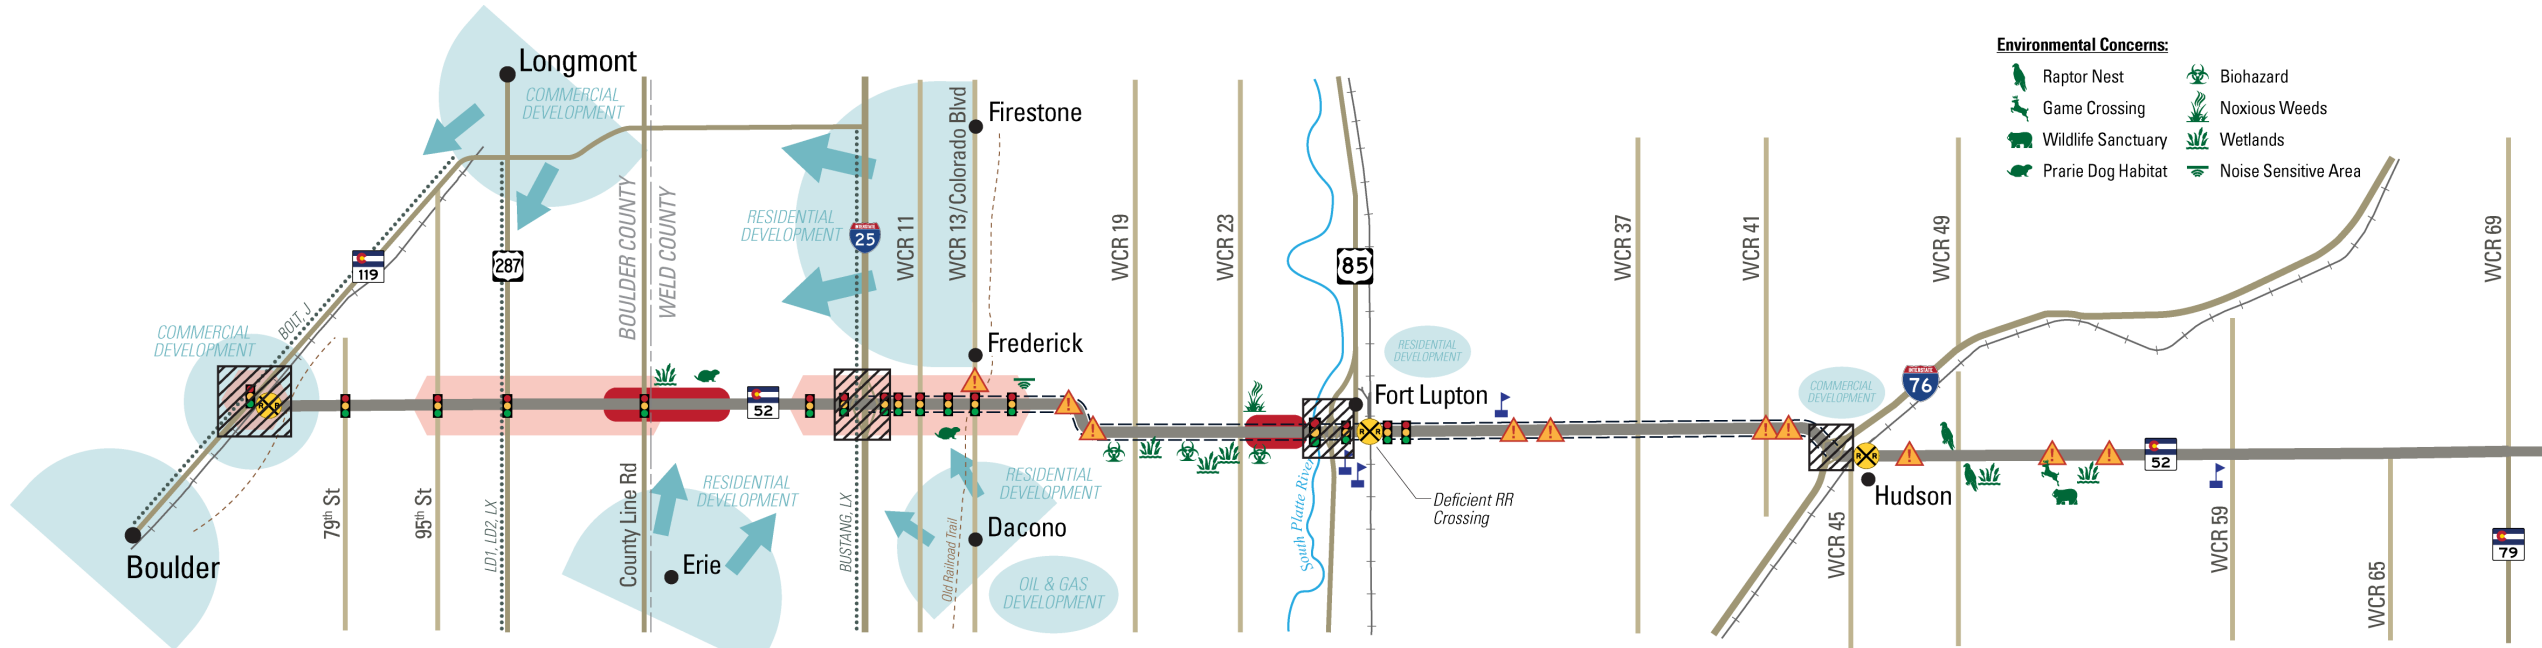 Environmental Concerns:
Raptor Nest
Biohazard
Game Crossing
Noxious Weeds
Wildlife Sanctuary
Wetlands
Prarie Dog Habitat
Noise Sensitive Area
Longmont
COMMERCIAL
DEVELOPMENT
Firestone
WCR 13/Colorado Blvd
BOULDER COUNTY
WELD COUNTY
RESIDENTIAL
DEVELOPMENT
INTERSTATE
25
WCR 11
WCR 19
WCR 23
85
WCR 37
WCR 41
WCR 49
WCR 69
119
287
BOLT, J
COMMERCIAL
DEVELOPMENT
Frederick
RESIDENTIAL
DEVELOPMENT
COMMERCIAL
DEVELOPMENT
INTERSTATE
76
52
R R
Fort Lupton
R R
R R
52
Hudson
79th St
95th St
LD1, LD2, LX
County Line Rd
RESIDENTIAL
DEVELOPMENT
BUSTANG, LX
RESIDENTIAL
DEVELOPMENT
Old Railroad Trail
Dacono
South Platte River
Deficient RR
Crossing
WCR 45
WCR 59
WCR 65
79
Boulder
Erie
OIL & GAS
DEVELOPMENT